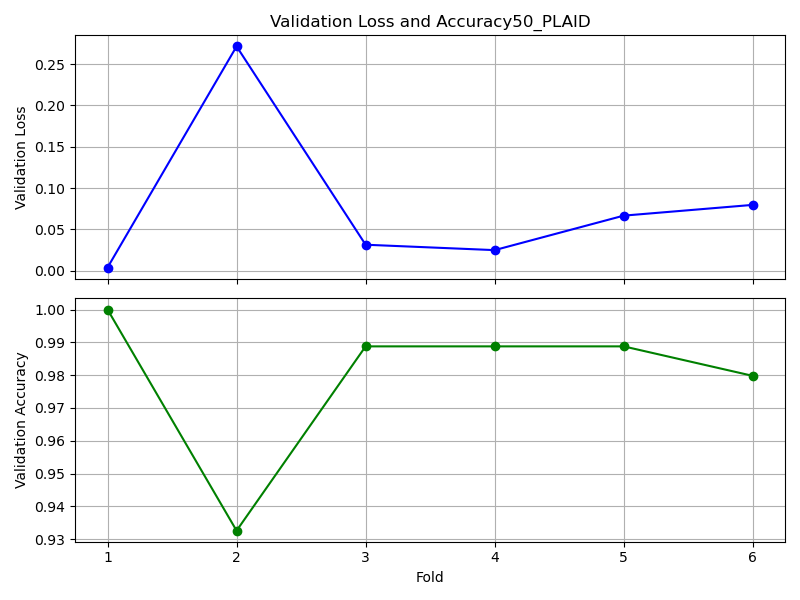 Validation Loss and Accuracy50_PLAID
0.25
0.20
0.15
0.10
0.05
0.00
Validation Loss
1.00
0.99
0.98
0.97
0.96
0.95
0.94
0.93
Validation Accuracy
1 2 3 4 5 6
Fold